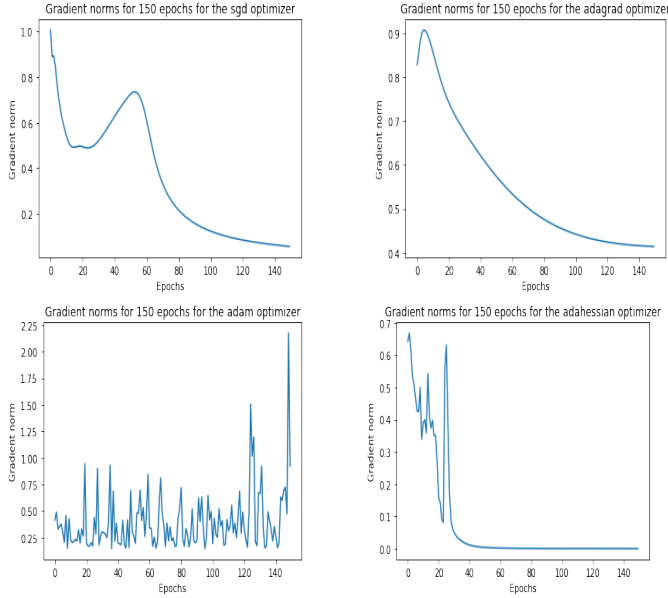 Gradient norms for 150 epochs for the sgd optimizer
Gradient norms for 150 epochs for the adagrad optimizer
1.0
0.8
0.6
0.4
0.2
Gradient norm
0 20 40 60 80 100 120 140
Epochs
0.9
0.8
0.7
0.6
0.5
0.4
Gradient norm
0 20 40 60 80 100 120 140
Epochs
Gradient norms for 150 epochs for the adam optimizer
Gradient norms for 150 epochs for the adahessian optimizer
2.25
2.00
1.75
1.50
1.25
1.00
0.75
0.50
0.25
Gradient norm
0 20 40 60 80 100 120 140
Epochs
0.7
0.6
0.5
0.4
0.3
0.2
0.1
0.0
Gradient norm
0 20 40 60 80 100 120 140
Epochs